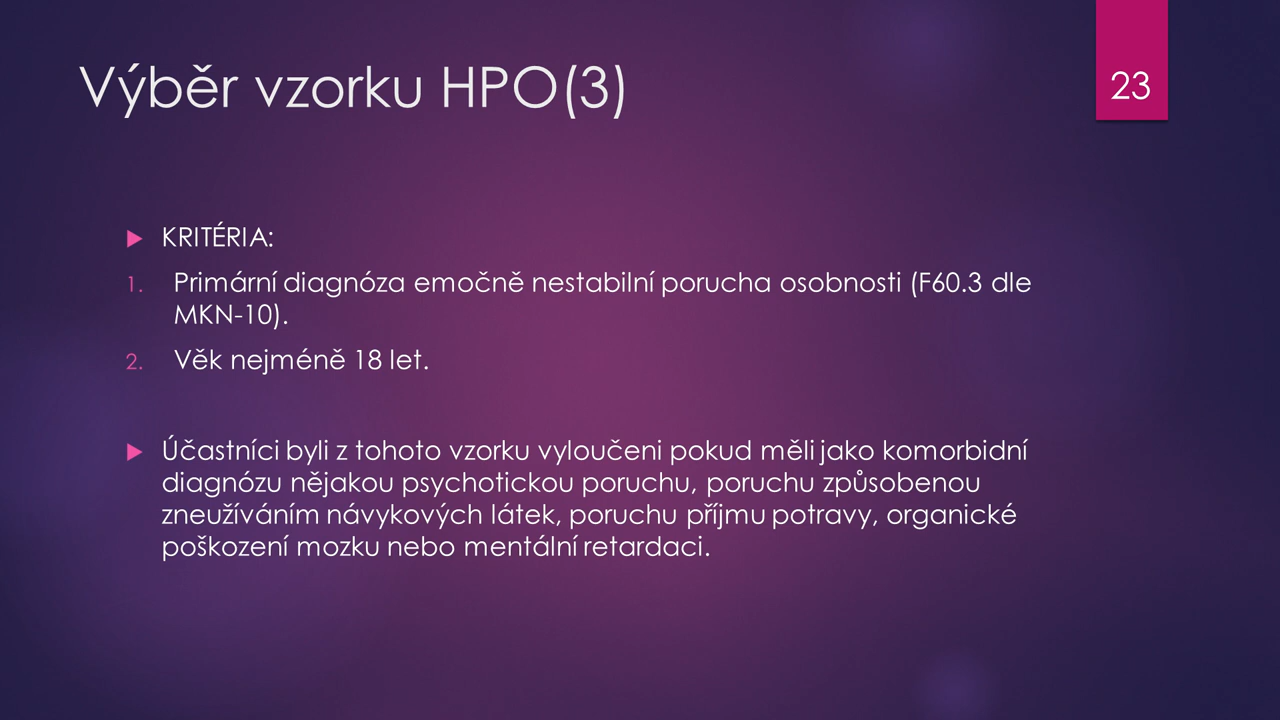 Výběr vzorku HPO(3)
23
KRITÉRIA:
1. Primární diagnóza emočně nestabilní porucha osobnosti (F60.3 dle
MKN-10).
2. Věk nejméně 18 let.
Účastníci byli z tohoto vzorku vyloučeni pokud měli jako komorbidní
diagnózu nějakou psychotickou poruchu, poruchu způsobenou
zneužíváním návykových látek, poruchu příjmu potravy, organické
poškození mozku nebo mentální retardaci.